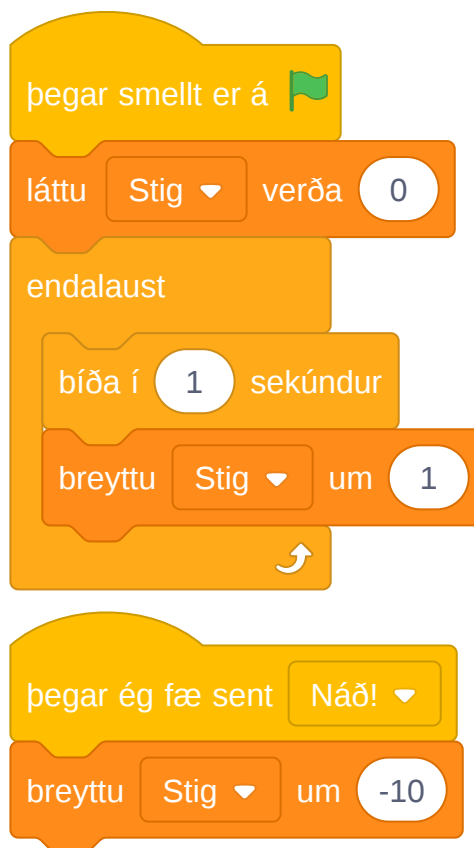 þegar smellt er á
láttu Stig verða 0
endalaust
bíða í 1 sekúndur
breyttu Stig um 1
þegar ég fæ sent Náð!
breyttu Stig um -10